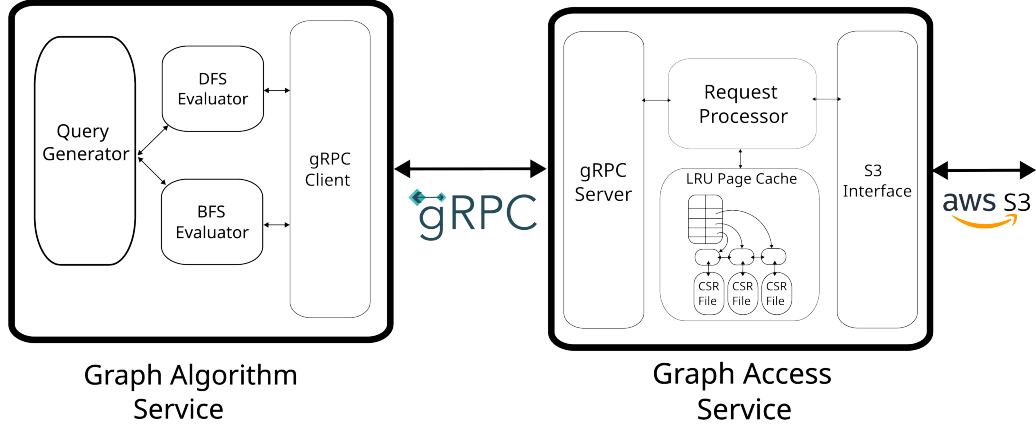 Query
Generator
DFS
Evaluator
BFS
Evaluator
gRPC
Client
Graph Algorithm
Service
gRPC
gRPC
Server
Request
Processor
LRU Page Cache
CSR
File
CSR
File
CSR
File
S3
Interface
Graph Access
Service
aws S3